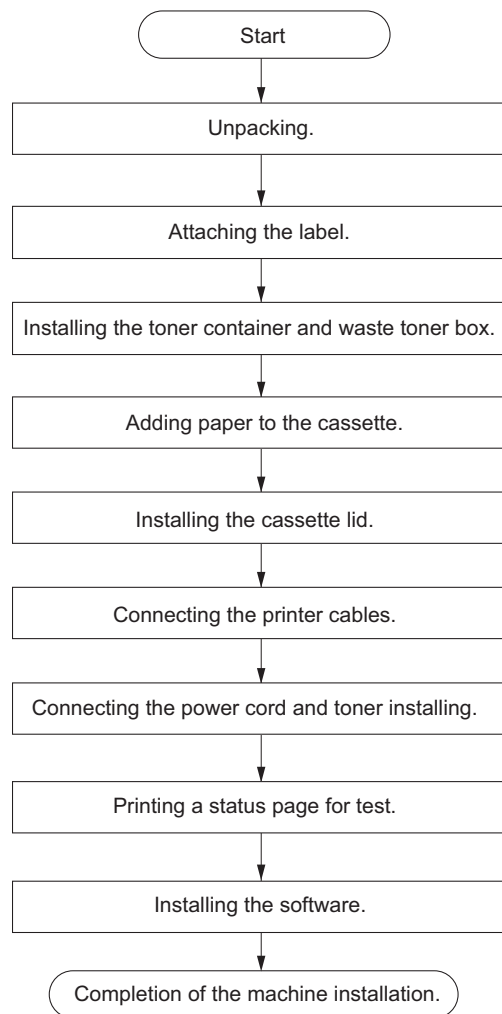 Start
Unpacking.
Attaching the label.
Installing the toner container and waste toner box.
Adding paper to the cassette.
Installing the cassette lid.
Connecting the printer cables.
Connecting the power cord and toner installing.
Printing a status page for test.
Installing the software.
Completion of the machine installation.